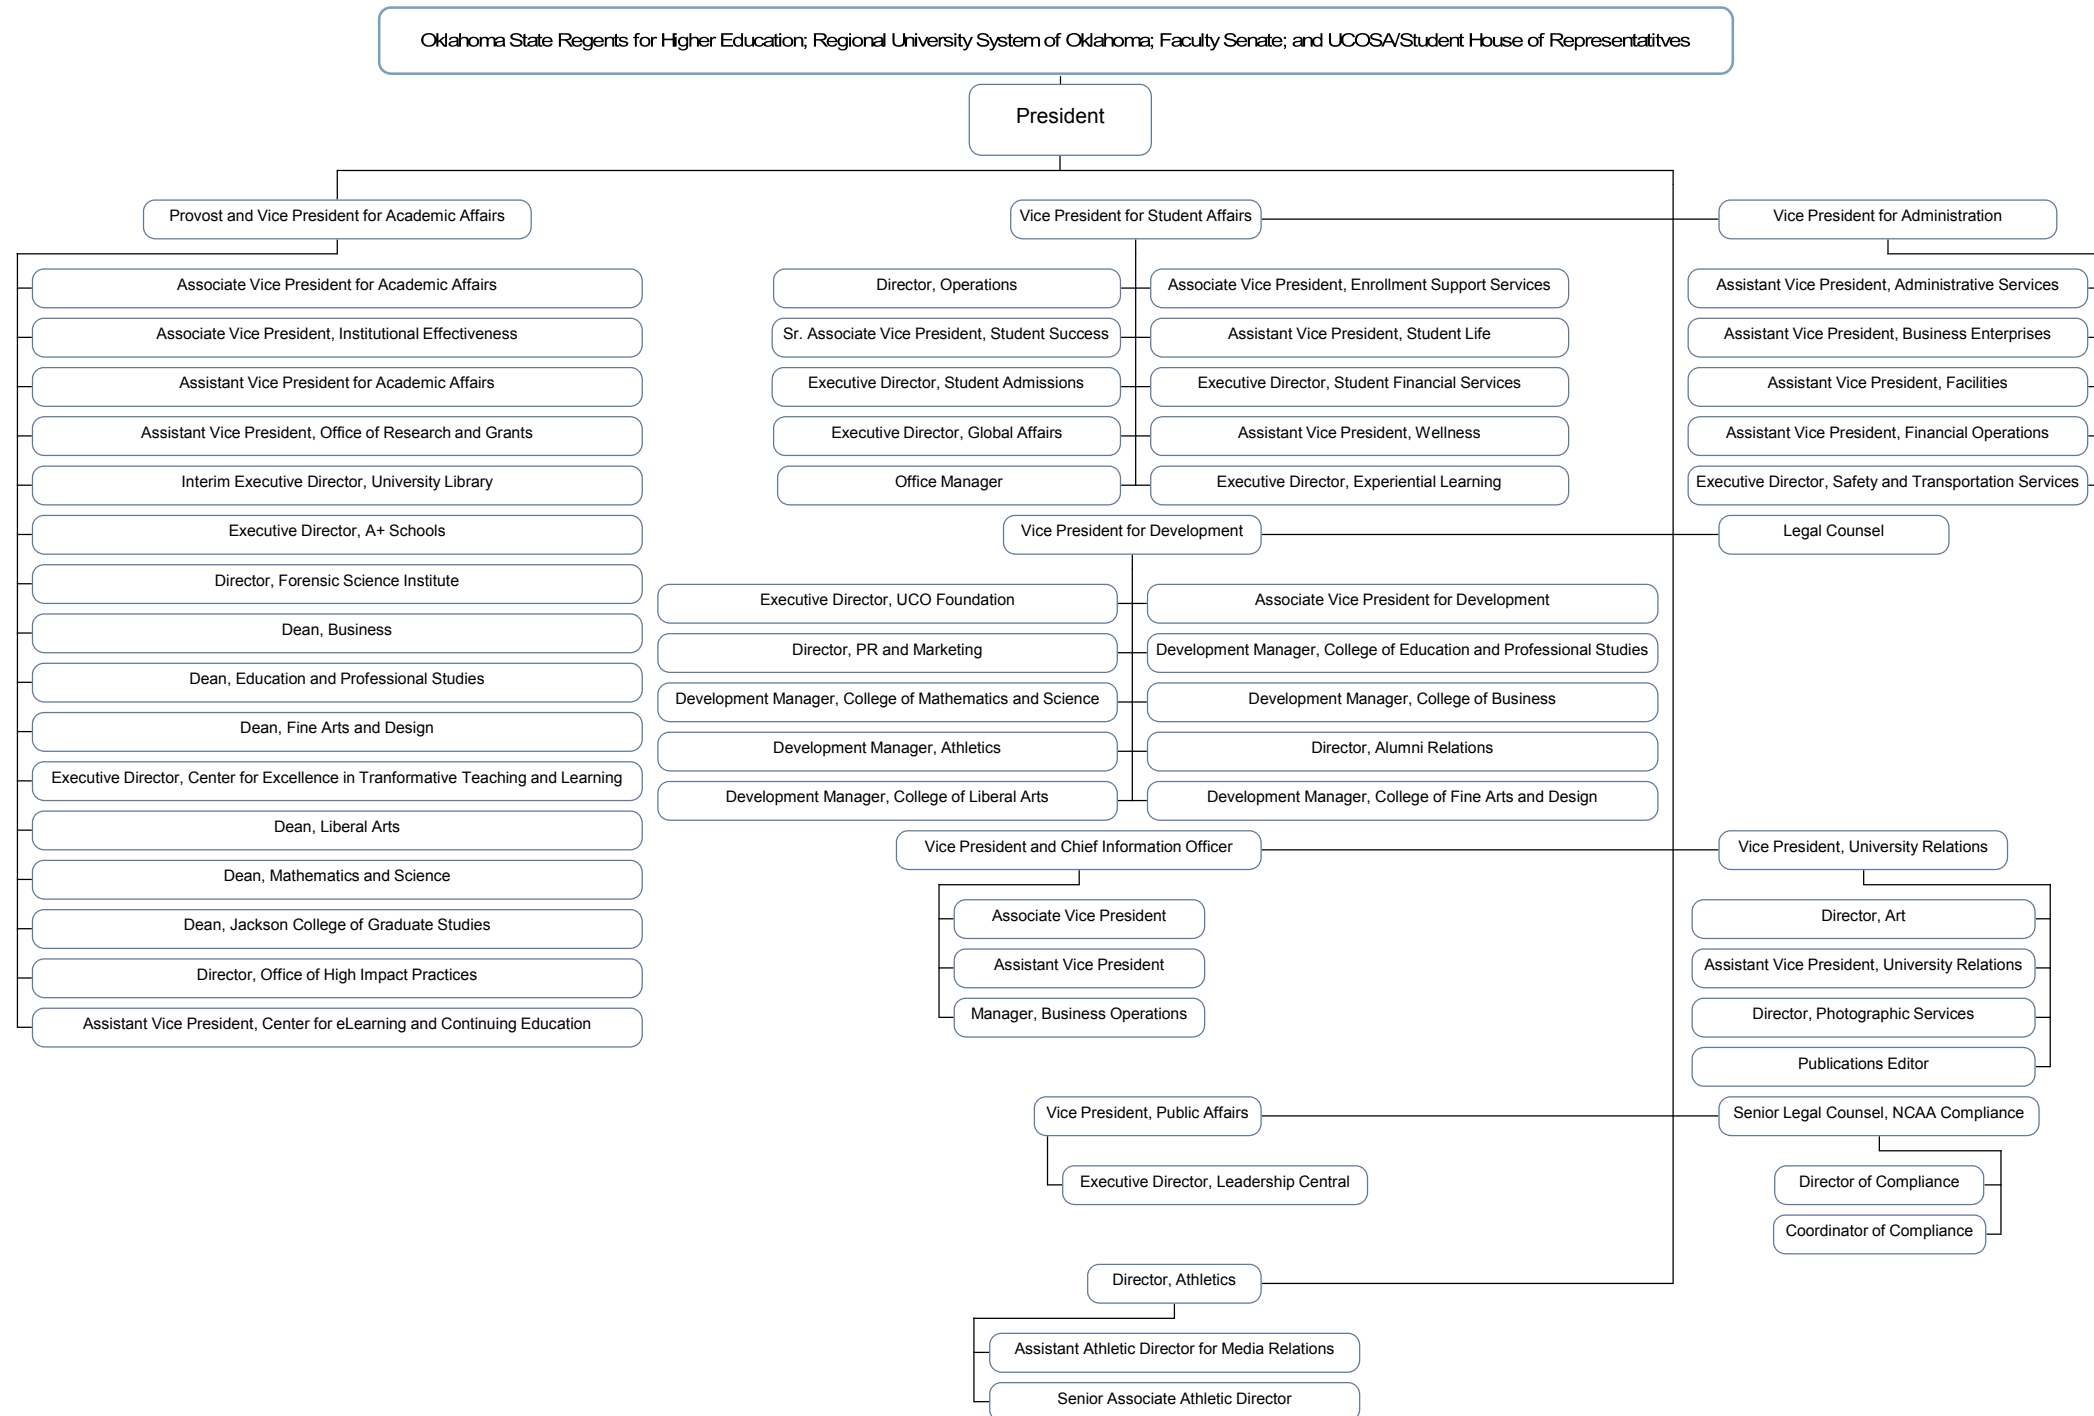 Oklahoma State Regents for Higher Education; Regional University System of Oklahoma; Faculty Senate; and UCOSA/Student House of Representatitves
President
Provost and Vice President for Academic Affairs
Associate Vice President for Academic Affairs
Associate Vice President, Institutional Effectiveness
Assistant Vice President for Academic Affairs
Assistant Vice President, Office of Research and Grants
Interim Executive Director, University Library
Executive Director, A+ Schools
Director, Forensic Science Institute
Dean, Business
Dean, Education and Professional Studies
Dean, Fine Arts and Design
Executive Director, Center for Excellence in Tranformative Teaching and Learning
Dean, Liberal Arts
Dean, Mathematics and Science
Dean, Jackson College of Graduate Studies
Director, Office of High Impact Practices
Assistant Vice President, Center for eLearning and Continuing Education
Vice President for Student Affairs
Director, Operations
Associate Vice President, Enrollment Support Services
Sr. Associate Vice President, Student Success
Assistant Vice President, Student Life
Executive Director, Student Admissions
Executive Director, Student Financial Services
Executive Director, Global Affairs
Assistant Vice President, Wellness
Office Manager
Executive Director, Experiential Learning
Vice President for Administration
Assistant Vice President, Administrative Services
Assistant Vice President, Business Enterprises
Assistant Vice President, Facilities
Assistant Vice President, Financial Operations
Executive Director, Safety and Transportation Services
Vice President for Development
Executive Director, UCO Foundation
Associate Vice President for Development
Director, PR and Marketing
Development Manager, College of Education and Professional Studies
Development Manager, College of Mathematics and Science
Development Manager, College of Business
Development Manager, Athletics
Director, Alumni Relations
Development Manager, College of Liberal Arts
Development Manager, College of Fine Arts and Design
Legal Counsel
Vice President and Chief Information Officer
Associate Vice President
Assistant Vice President
Manager, Business Operations
Vice President, University Relations
Director, Art
Assistant Vice President, University Relations
Director, Photographic Services
Publications Editor
Vice President, Public Affairs
Executive Director, Leadership Central
Senior Legal Counsel, NCAA Compliance
Director of Compliance
Coordinator of Compliance
Director, Athletics
Assistant Athletic Director for Media Relations
Senior Associate Athletic Director